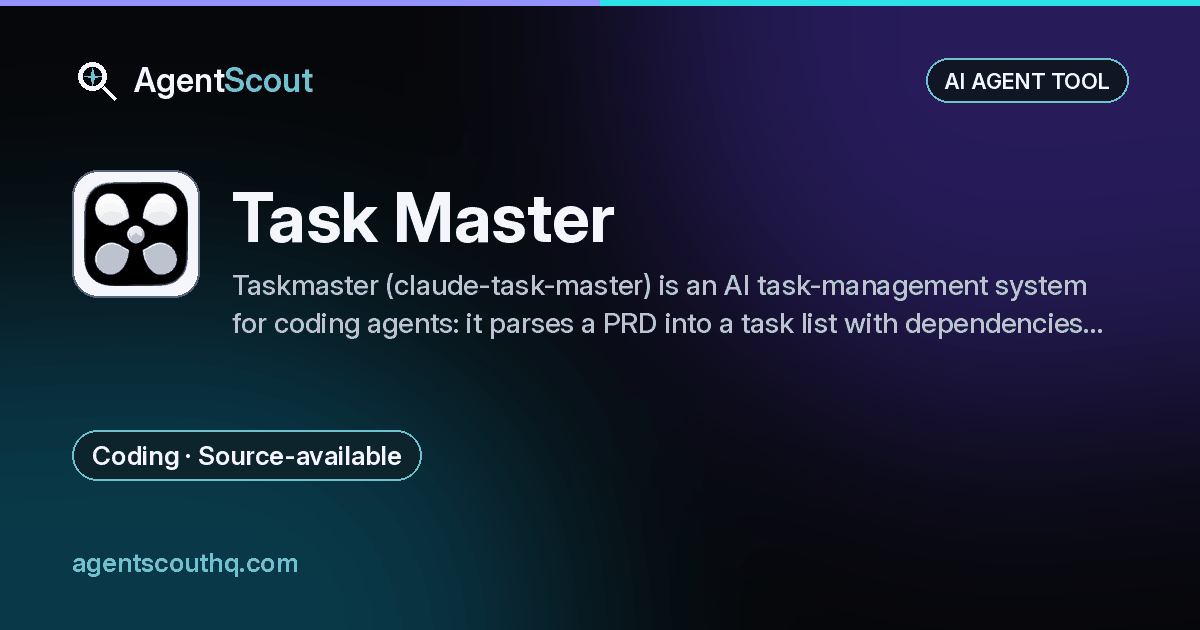 AgentScout
AI AGENT TOOL
Task Master
Taskmaster (claude-task-master) is an AI task-management system
for coding agents: it parses a PRD into a task list with dependencies...
Coding · Source-available
agentscouthq.com